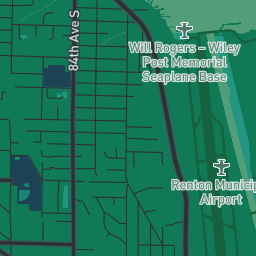 84th Ave S
Will Rogers – Wiley
Post Memorial
Seaplane Base
Renton Municip
Airport